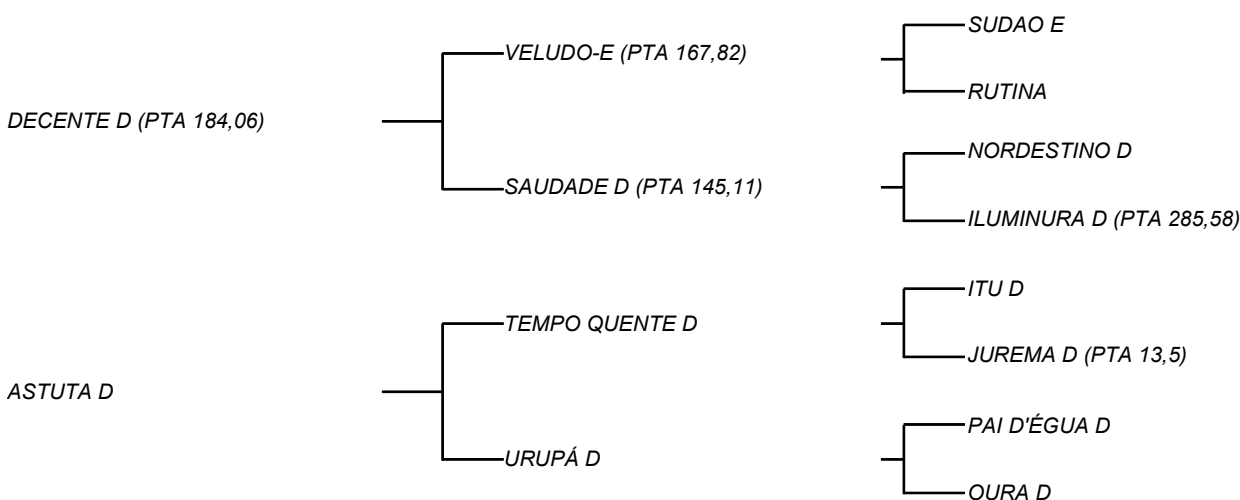 SUDAO E
VELUDO-E (PTA 167,82)
RUTINA
DECENTE D (PTA 184,06)
NORDESTINO D
SAUDADE D (PTA 145,11)
ILUMINURA D (PTA 285,58)
ITU D
TEMPO QUENTE D
JUREMA D (PTA 13,5)
ASTUTA D
PAI D'ÉGUA D
URUPÁ D
OURA D